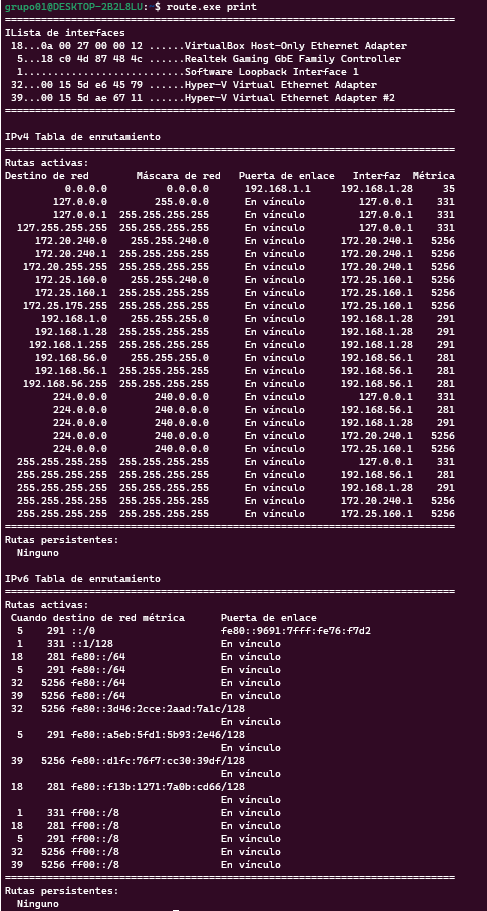 grupo01@DESKTOP-2B2L8LU:~$ route.exe print
===========================================================================
ILista de interfaces
 18...0a 00 27 00 00 12 ......VirtualBox Host-Only Ethernet Adapter
  5...18 c0 4d 87 48 4c ......Realtek Gaming GbE Family Controller
  1...........................Software Loopback Interface 1
 32...00 15 5d e6 45 79 ......Hyper-V Virtual Ethernet Adapter
 39...00 15 5d ae 67 11 ......Hyper-V Virtual Ethernet Adapter #2
===========================================================================

IPv4 Tabla de enrutamiento
===========================================================================
Rutas activas:
Destino de red        Máscara de red   Puerta de enlace   Interfaz  Métrica
          0.0.0.0          0.0.0.0      192.168.1.1     192.168.1.28     35
        127.0.0.0        255.0.0.0      En vínculo         127.0.0.1    331
        127.0.0.1  255.255.255.255      En vínculo         127.0.0.1    331
  127.255.255.255  255.255.255.255      En vínculo         127.0.0.1    331
     172.20.240.0    255.255.240.0      En vínculo      172.20.240.1   5256
     172.20.240.1  255.255.255.255      En vínculo      172.20.240.1   5256
   172.20.255.255  255.255.255.255      En vínculo      172.20.240.1   5256
     172.25.160.0    255.255.240.0      En vínculo      172.25.160.1   5256
     172.25.160.1  255.255.255.255      En vínculo      172.25.160.1   5256
   172.25.175.255  255.255.255.255      En vínculo      172.25.160.1   5256
      192.168.1.0    255.255.255.0      En vínculo      192.168.1.28    291
     192.168.1.28  255.255.255.255      En vínculo      192.168.1.28    291
    192.168.1.255  255.255.255.255      En vínculo      192.168.1.28    291
     192.168.56.0    255.255.255.0      En vínculo      192.168.56.1    281
     192.168.56.1  255.255.255.255      En vínculo      192.168.56.1    281
   192.168.56.255  255.255.255.255      En vínculo      192.168.56.1    281
        224.0.0.0        240.0.0.0      En vínculo         127.0.0.1    331
        224.0.0.0        240.0.0.0      En vínculo      192.168.56.1    281
        224.0.0.0        240.0.0.0      En vínculo      192.168.1.28    291
        224.0.0.0        240.0.0.0      En vínculo      172.20.240.1   5256
        224.0.0.0        240.0.0.0      En vínculo      172.25.160.1   5256
  255.255.255.255  255.255.255.255      En vínculo         127.0.0.1    331
  255.255.255.255  255.255.255.255      En vínculo      192.168.56.1    281
  255.255.255.255  255.255.255.255      En vínculo      192.168.1.28    291
  255.255.255.255  255.255.255.255      En vínculo      172.20.240.1   5256
  255.255.255.255  255.255.255.255      En vínculo      172.25.160.1   5256
===========================================================================
Rutas persistentes:
  Ninguno

IPv6 Tabla de enrutamiento
===========================================================================
Rutas activas:
 Cuando destino de red métrica      Puerta de enlace
  5    291 ::/0                     fe80::9691:7fff:fe76:f7d2
  1    331 ::1/128                  En vínculo
 18    281 fe80::/64                En vínculo
  5    291 fe80::/64                En vínculo
 32   5256 fe80::/64                En vínculo
 39   5256 fe80::/64                En vínculo
 32   5256 fe80::3d46:2cce:2aad:7a1c/128
                                    En vínculo
  5    291 fe80::a5eb:5fd1:5b93:2e46/128
                                    En vínculo
 39   5256 fe80::d1fc:76f7:cc30:39df/128
                                    En vínculo
 18    281 fe80::f13b:1271:7a0b:cd66/128
                                    En vínculo
  1    331 ff00::/8                 En vínculo
 18    281 ff00::/8                 En vínculo
  5    291 ff00::/8                 En vínculo
 32   5256 ff00::/8                 En vínculo
 39   5256 ff00::/8                 En vínculo
===========================================================================
Rutas persistentes:
  Ninguno